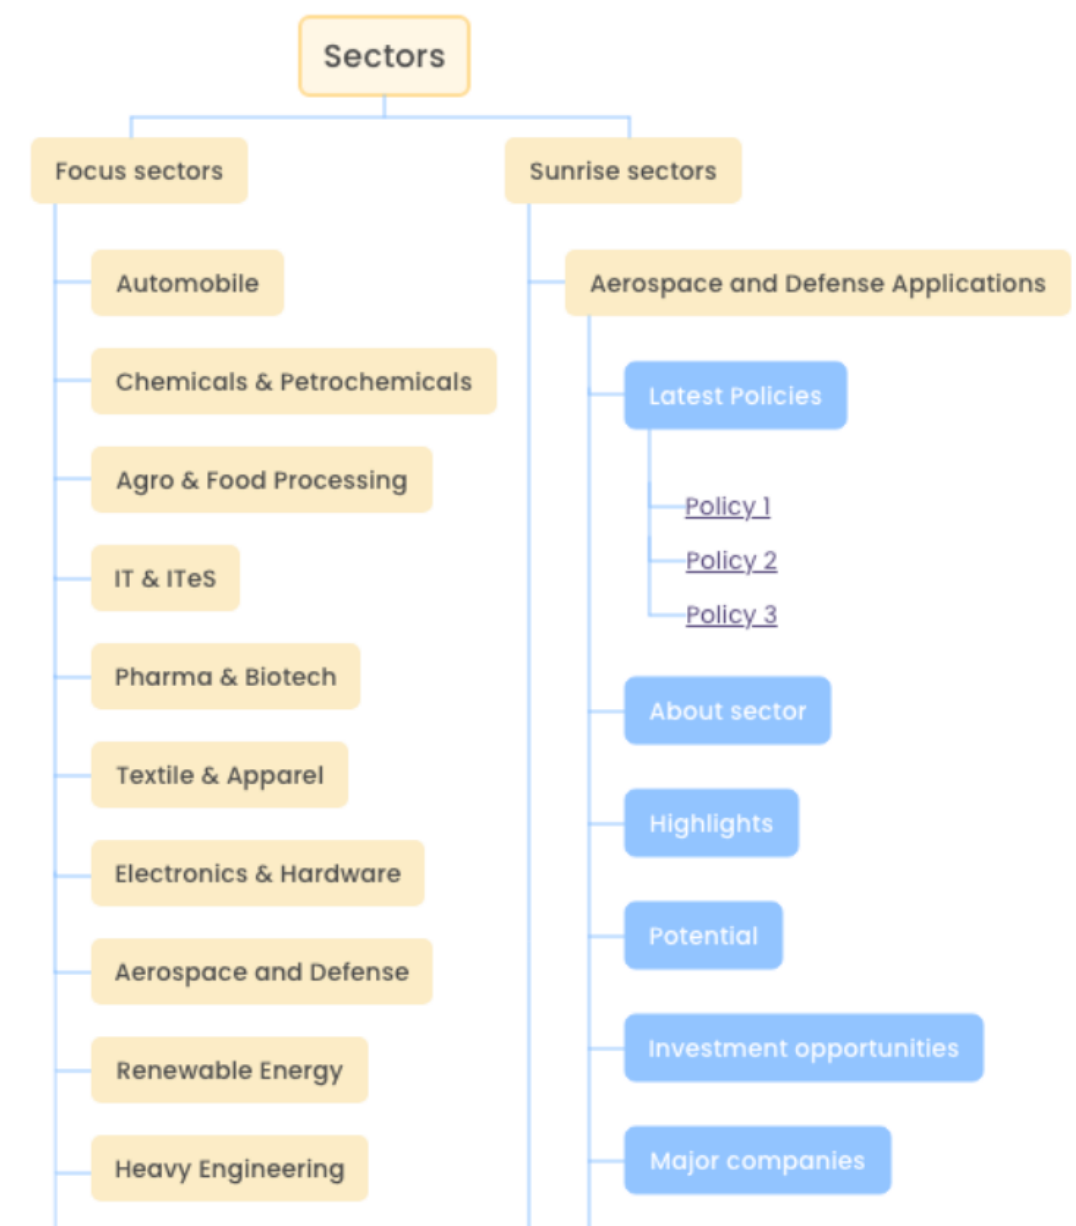 Sectors
Focus sectors
Automobile
Chemicals & Petrochemicals
Agro & Food Processing
IT & ITeS
Pharma & Biotech
Textile & Apparel
Electronics & Hardware
Aerospace and Defense
Renewable Energy
Heavy Engineering
Sunrise sectors
Aerospace and Defense Applications
Latest Policies
Policy 1
Policy 2
Policy 3
About sector
Highlights
Potential
Investment opportunities
Major companies